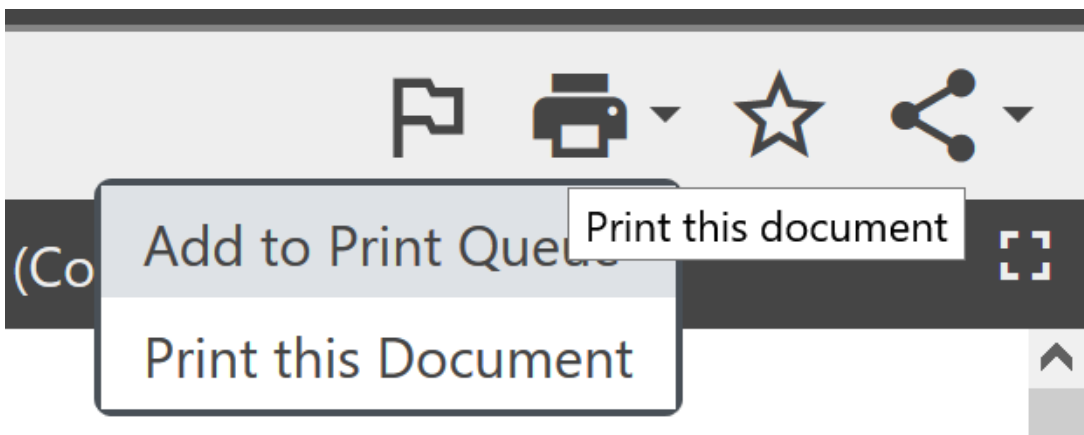 Print this document
(Co
Add to Print Queue
Print this Document